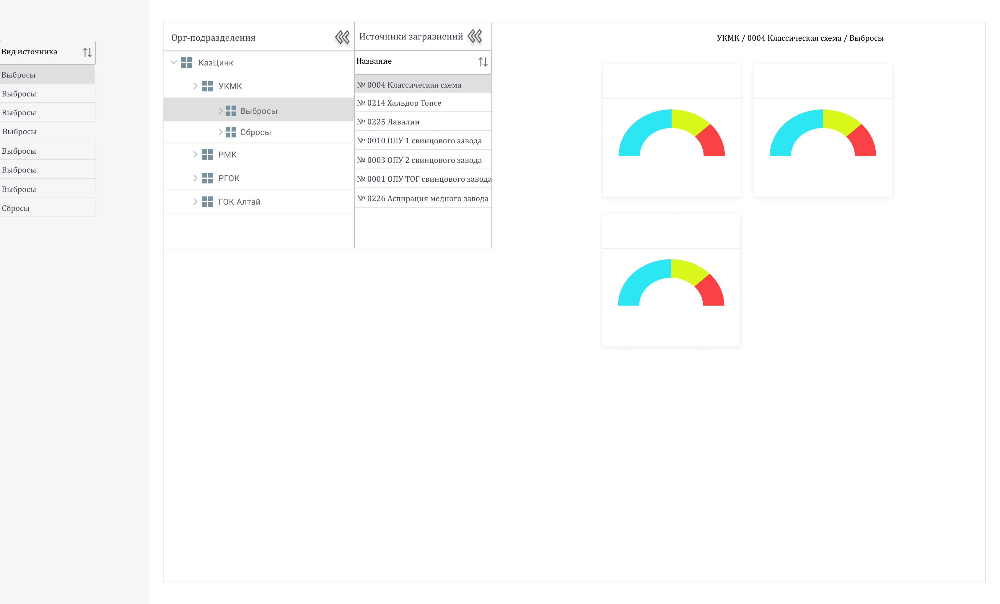 Вид источника
Выбросы
Выбросы
Выбросы
Выбросы
Выбросы
Выбросы
Выбросы
Сбросы
Орг-подразделения
КазЦинк
УКМК
Выбросы
Сбросы
РМК
РГОК
ГОК Алтай
Источники загрязнений
Название
№ 0004 Классическая схема
№ 0214 Хальдор Топсе
№ 0225 Лавалин
№ 0010 ОПУ 1 свинцового завода
№ 0003 ОПУ 2 свинцового завода
№ 0001 ОПУ ТОГ свинцового завода
№ 0226 Аспирация медного завода
УКМК / 0004 Классическая схема / Выбросы